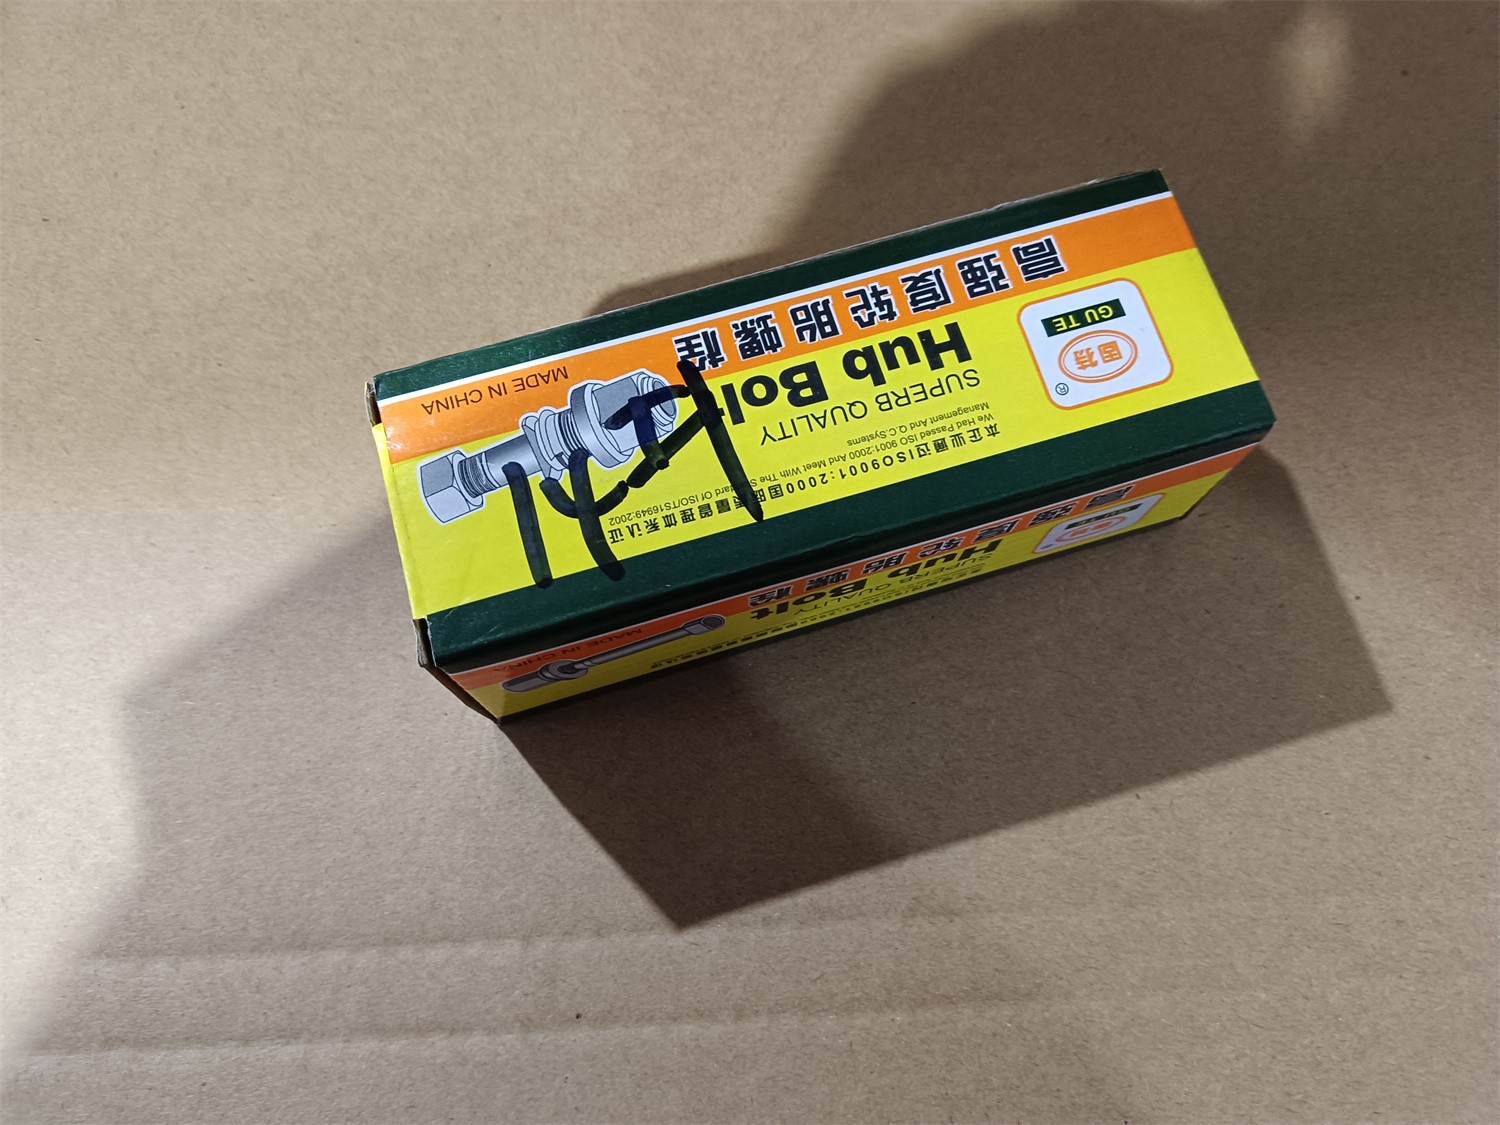 固特
®
GU TE
高强度轮胎螺栓
Hub Bolt
SUPERB QUALITY
MADE IN CHINA
We Had Passed ISO 9001:2000 And Meet With The Standard Of ISO/TS16949:2002
Management And Q.C.Systems
本企业通过ISO9001:2000国际质量管理体系认证
高强度轮胎螺栓
Hub Bolt
SUPERB QUALITY
MADE IN CHINA